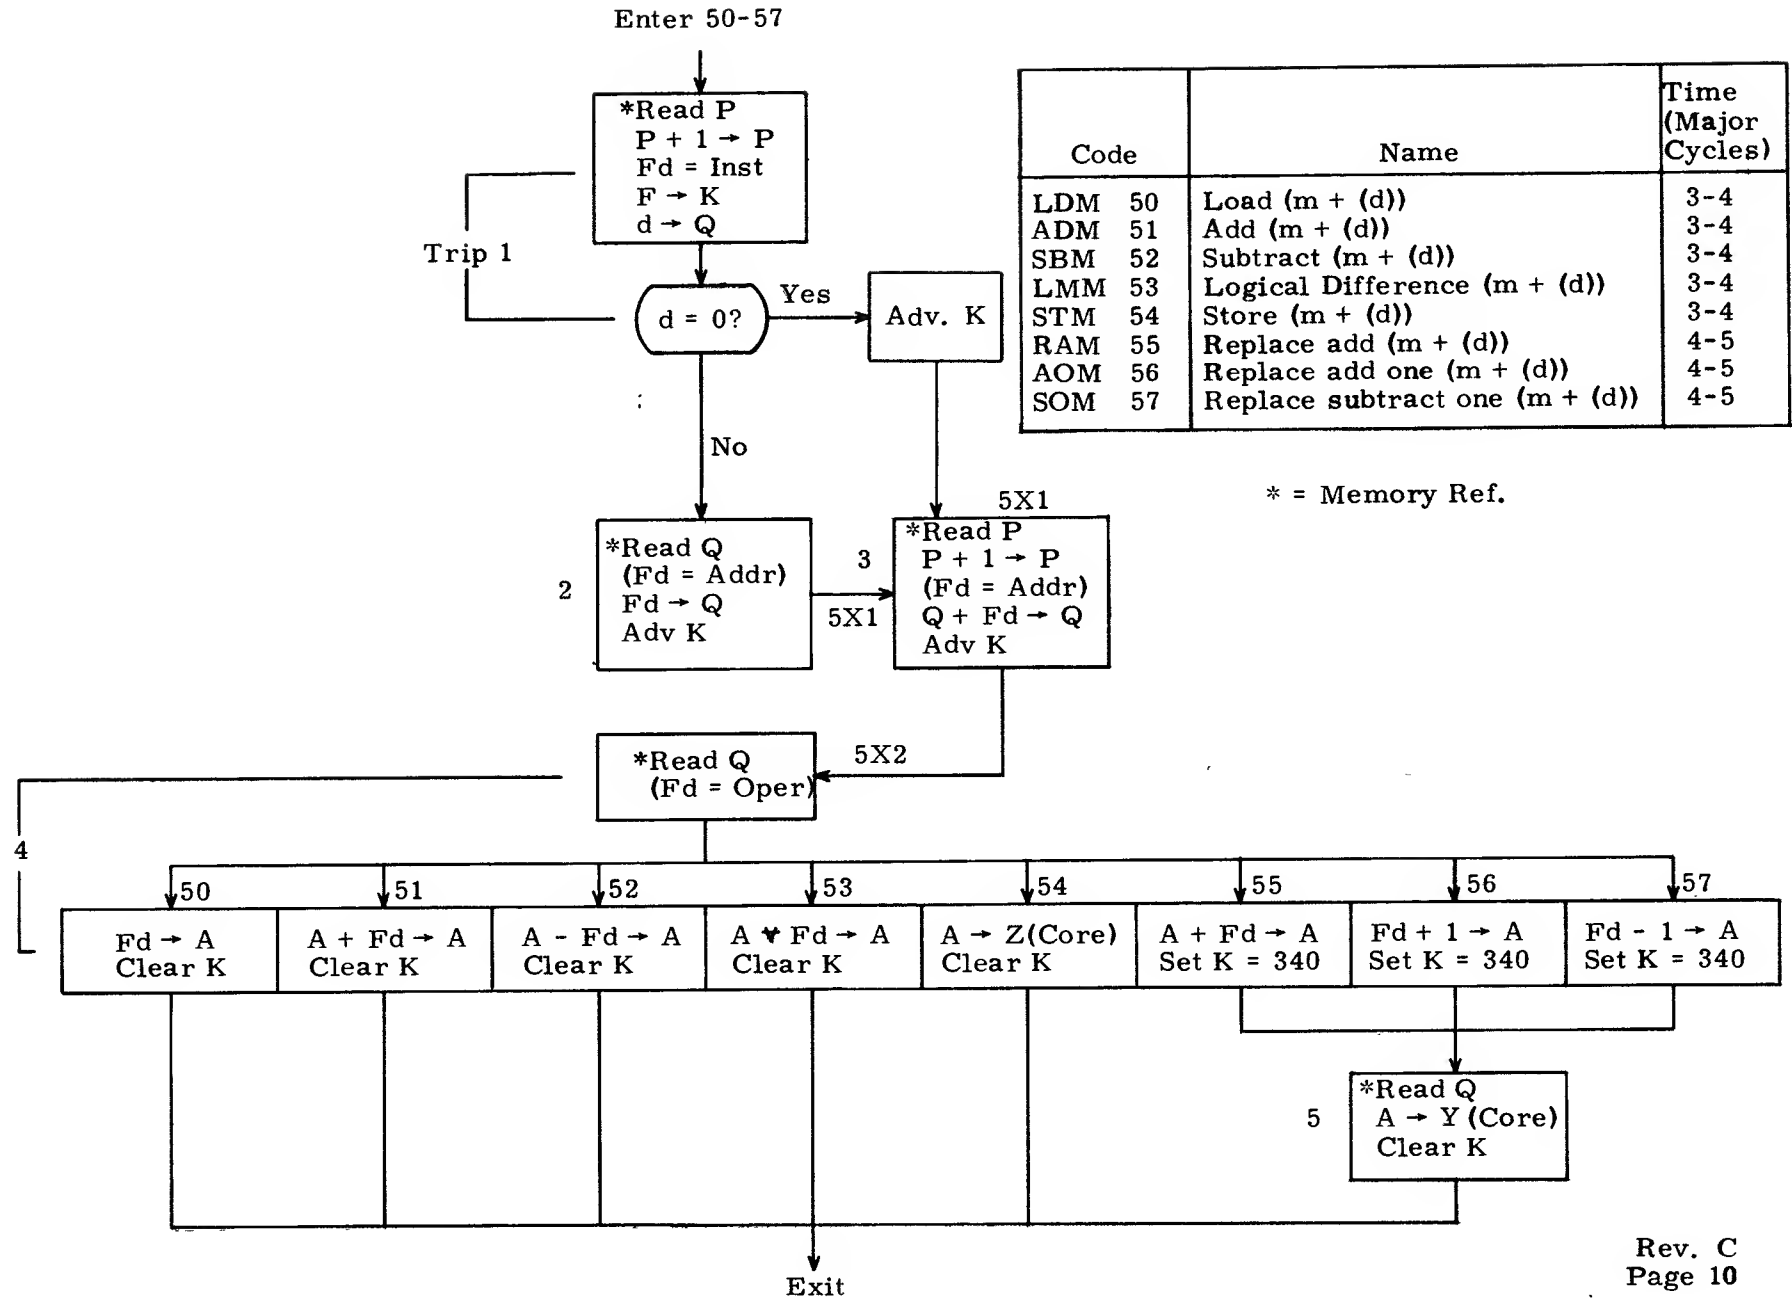 Enter 50-57
*Read P
P + 1 → P
Fd = Inst
F → K
d → Q
Trip 1
d = 0?
Yes
Adv. K
No
Code Name Time (Major Cycles)
LDM 50 Load (m + (d)) 3-4
ADM 51 Add (m + (d)) 3-4
SBM 52 Subtract (m + (d)) 3-4
LMM 53 Logical Difference (m + (d)) 3-4
STM 54 Store (m + (d)) 3-4
RAM 55 Replace add (m + (d)) 4-5
AOM 56 Replace add one (m + (d)) 4-5
SOM 57 Replace subtract one (m + (d)) 4-5
* = Memory Ref.
2
*Read Q
(Fd = Addr)
Fd → Q
Adv K
5X1
3
5X1
*Read P
P + 1 → P
(Fd = Addr)
Q + Fd → Q
Adv K
5X2
*Read Q
(Fd = Oper)
4
50
Fd → A
Clear K
51
A + Fd → A
Clear K
52
A - Fd → A
Clear K
53
A ⊻ Fd → A
Clear K
54
A → Z(Core)
Clear K
55
A + Fd → A
Set K = 340
56
Fd + 1 → A
Set K = 340
57
Fd - 1 → A
Set K = 340
5
*Read Q
A → Y (Core)
Clear K
Exit
Rev. C
Page 10